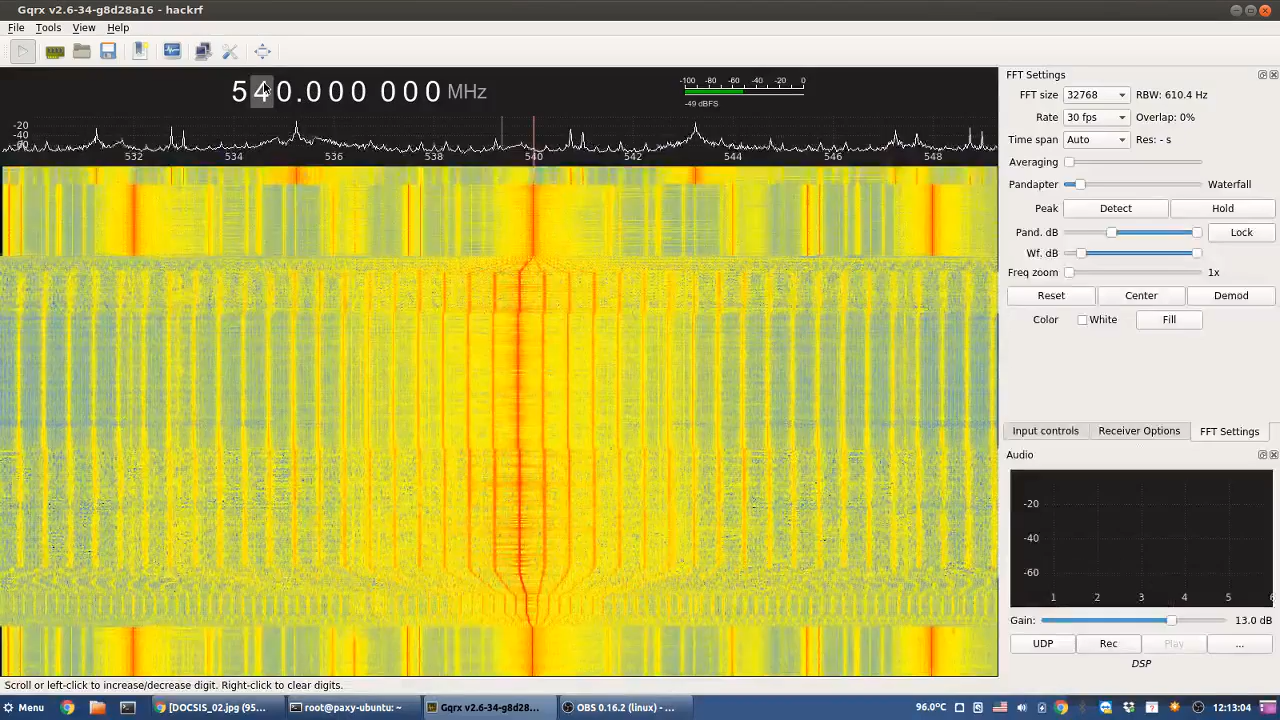 Gqrx v2.6-34-g8d28a16 - hackrf
File Tools View Help
540.000 000 MHz
-100 -80 -60 -40 -20 0
-49 dBFS
-20
-40
532 534 536 538 540 542 544 546 548
FFT Settings
FFT size 32768 RBW: 610.4 Hz
Rate 30 fps Overlap: 0%
Time span Auto Res: - s
Averaging
Pandapter Waterfall
Peak Detect Hold
Pand. dB Lock
Wf. dB
Freq zoom 1x
Reset Center Demod
Color White Fill
Input controls Receiver Options FFT Settings
Audio
-20
-40
-60
1 2 3 4 5 6
Gain: 13.0 dB
UDP Rec Play ...
DSP
Scroll or left-click to increase/decrease digit. Right-click to clear digits.
Menu [DOCSIS_02.jpg (95... root@paxy-ubuntu: ~ Gqrx v2.6-34-g8d28... OBS 0.16.2 (linux) - ... 96.0°C 12:13:04